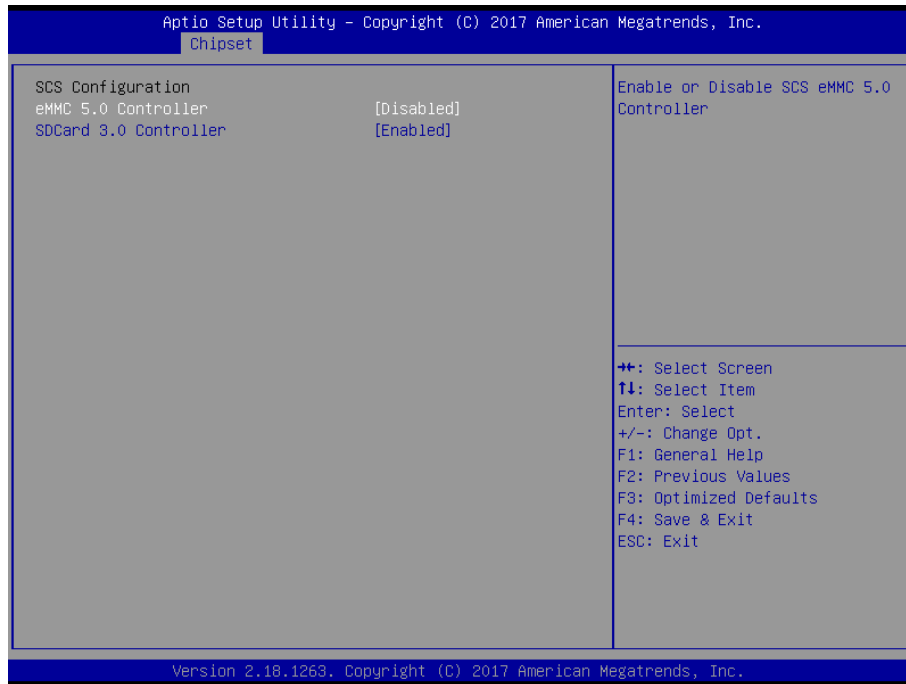 Aptio Setup Utility – Copyright (C) 2017 American Megatrends, Inc.
Chipset
SCS Configuration
eMMC 5.0 Controller [Disabled]
SDCard 3.0 Controller [Enabled]
Enable or Disable SCS eMMC 5.0
Controller
→←: Select Screen
↑↓: Select Item
Enter: Select
+/-: Change Opt.
F1: General Help
F2: Previous Values
F3: Optimized Defaults
F4: Save & Exit
ESC: Exit
Version 2.18.1263. Copyright (C) 2017 American Megatrends, Inc.